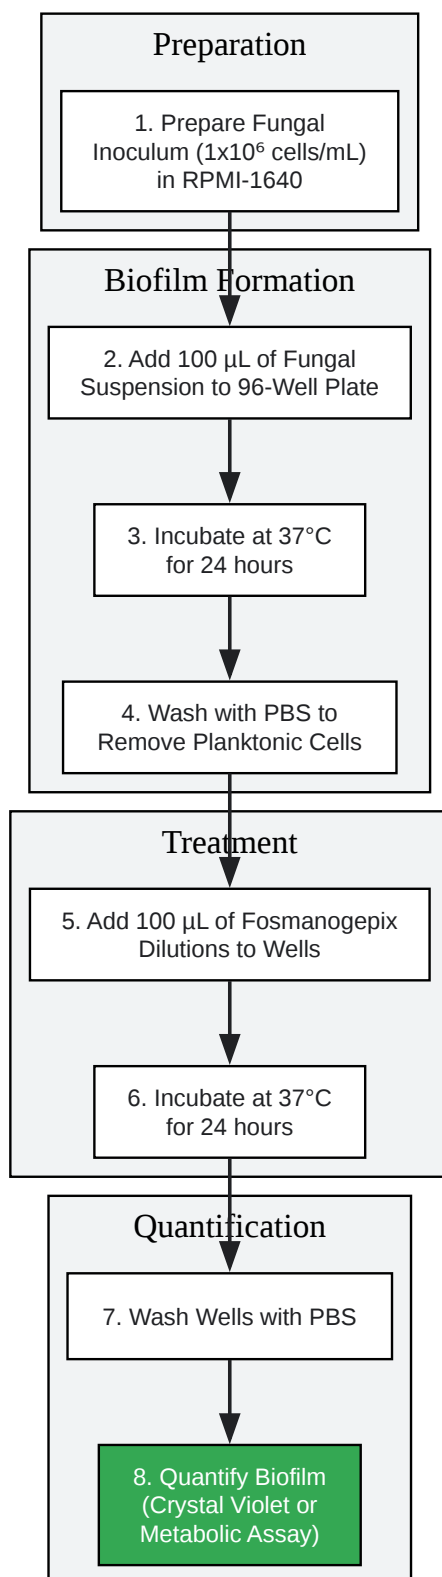 Preparation
1. Prepare Fungal
Inoculum (1x10⁶ cells/mL)
in RPMI-1640
Biofilm Formation
2. Add 100 µL of Fungal
Suspension to 96-Well Plate
3. Incubate at 37°C
for 24 hours
4. Wash with PBS to
Remove Planktonic Cells
Treatment
5. Add 100 µL of Fosmanogepix
Dilutions to Wells
6. Incubate at 37°C
for 24 hours
Quantification
7. Wash Wells with PBS
8. Quantify Biofilm
(Crystal Violet or
Metabolic Assay)